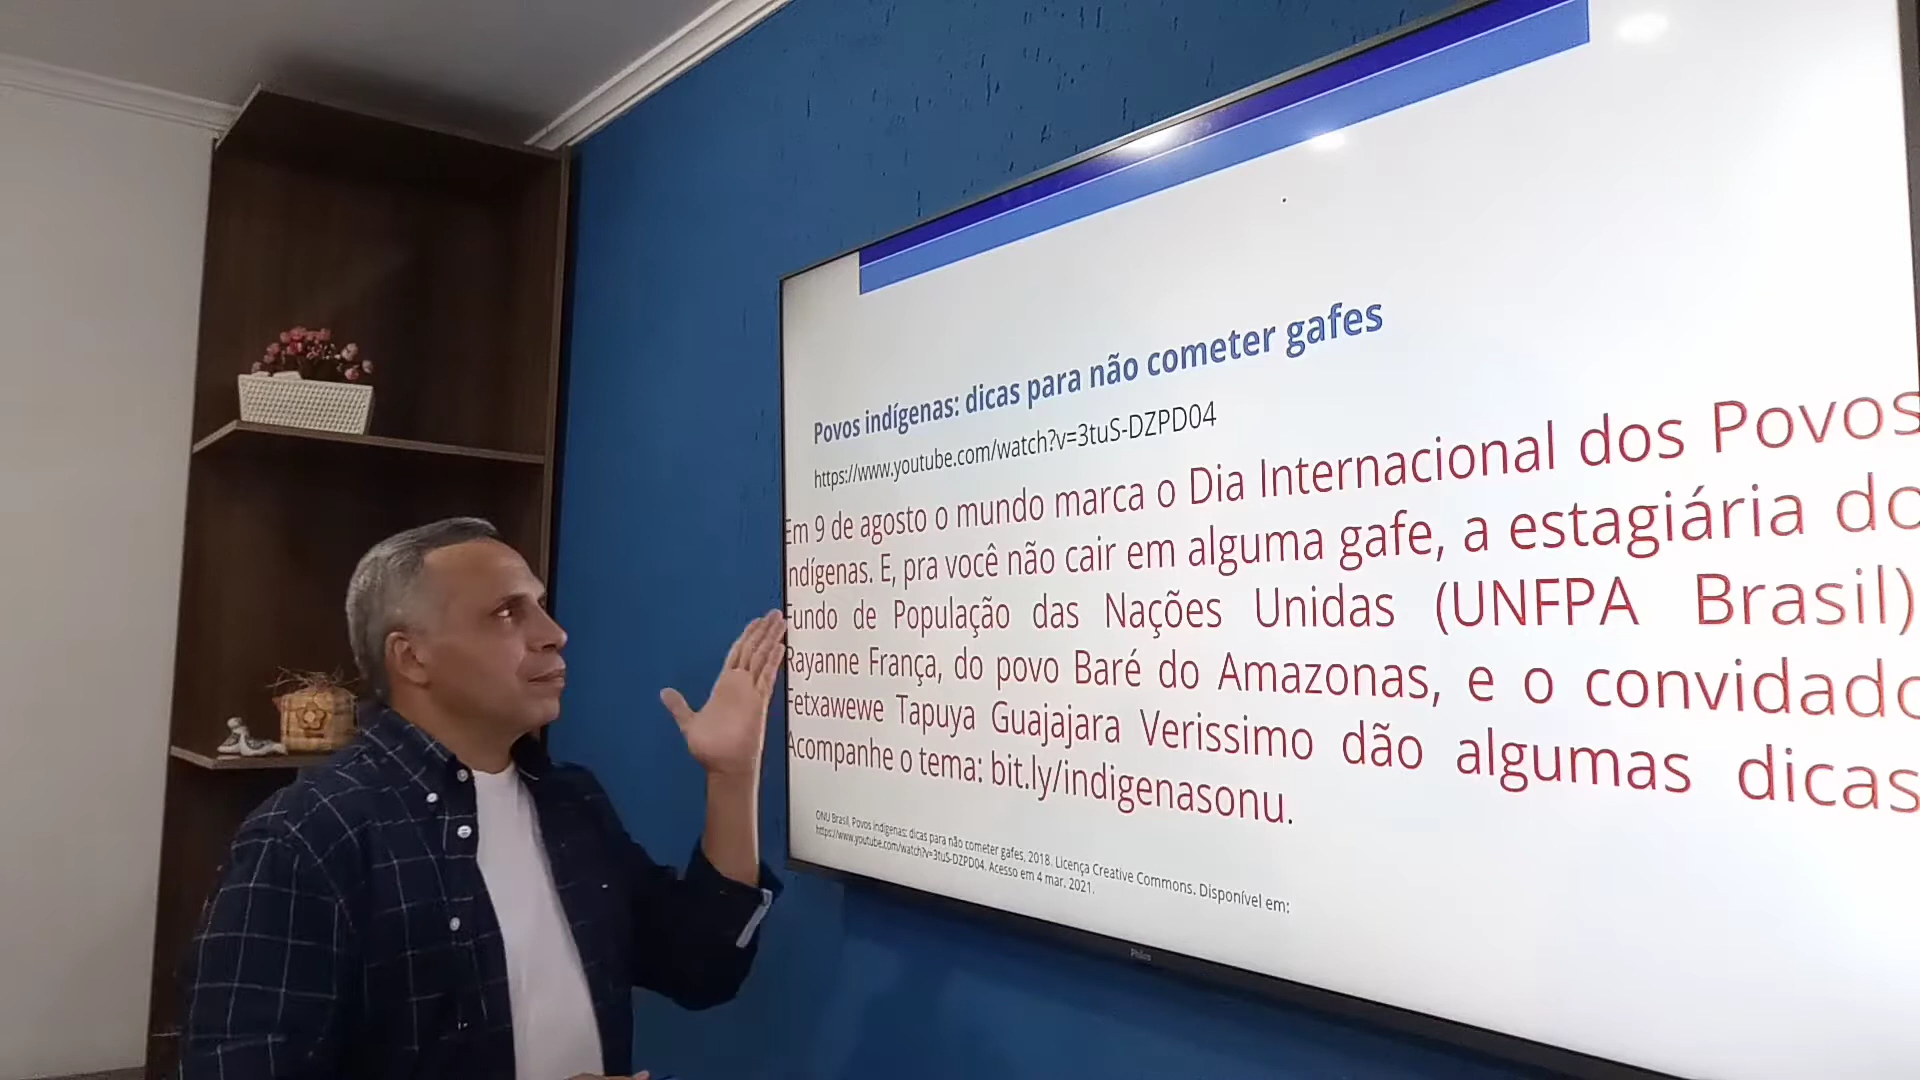 Povos indígenas: dicas para não cometer gafes
https://www.youtube.com/watch?v=3tuS-DZPD04
Em 9 de agosto o mundo marca o Dia Internacional dos Povos
Indígenas. E, pra você não cair em alguma gafe, a estagiária do
Fundo de População das Nações Unidas (UNFPA Brasil)
Rayanne França, do povo Baré do Amazonas, e o convidado
Fetxawewe Tapuya Guajajara Verissimo dão algumas dicas
Acompanhe o tema: bit.ly/indigenasonu.
ONU Brasil, Povos indígenas: dicas para não cometer gafes, 2018. Licença Creative Commons. Disponível em:
https://www.youtube.com/watch?v=3tuS-DZPD04. Acesso em 4 mar. 2021.
Philco